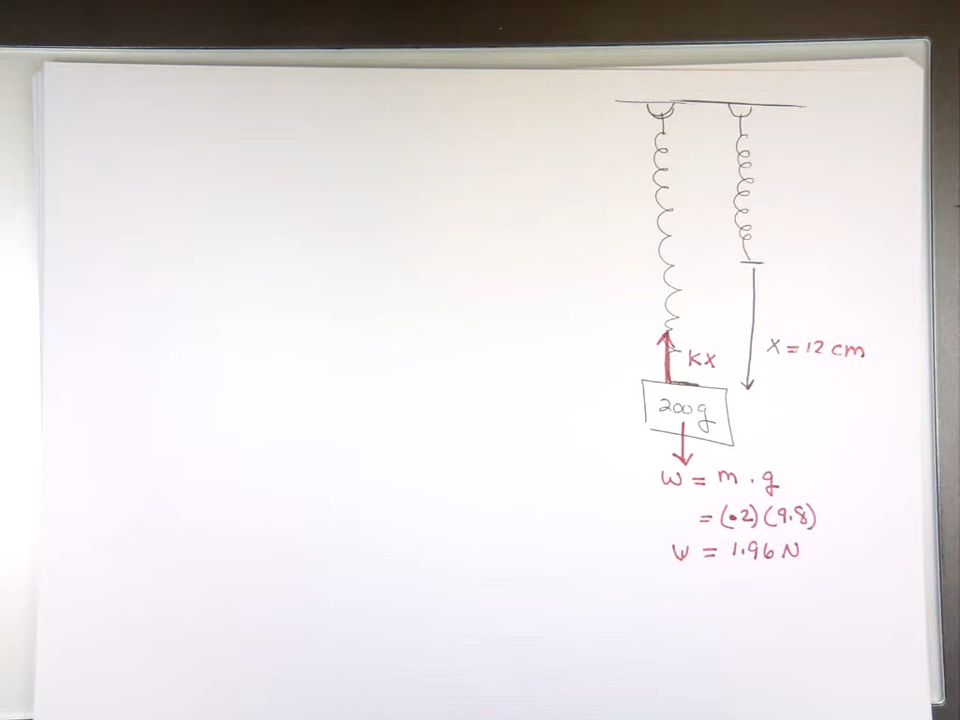 X = 12 cm
KX
200g
W = m . g
= (.2) (9.8)
W = 1.96 N